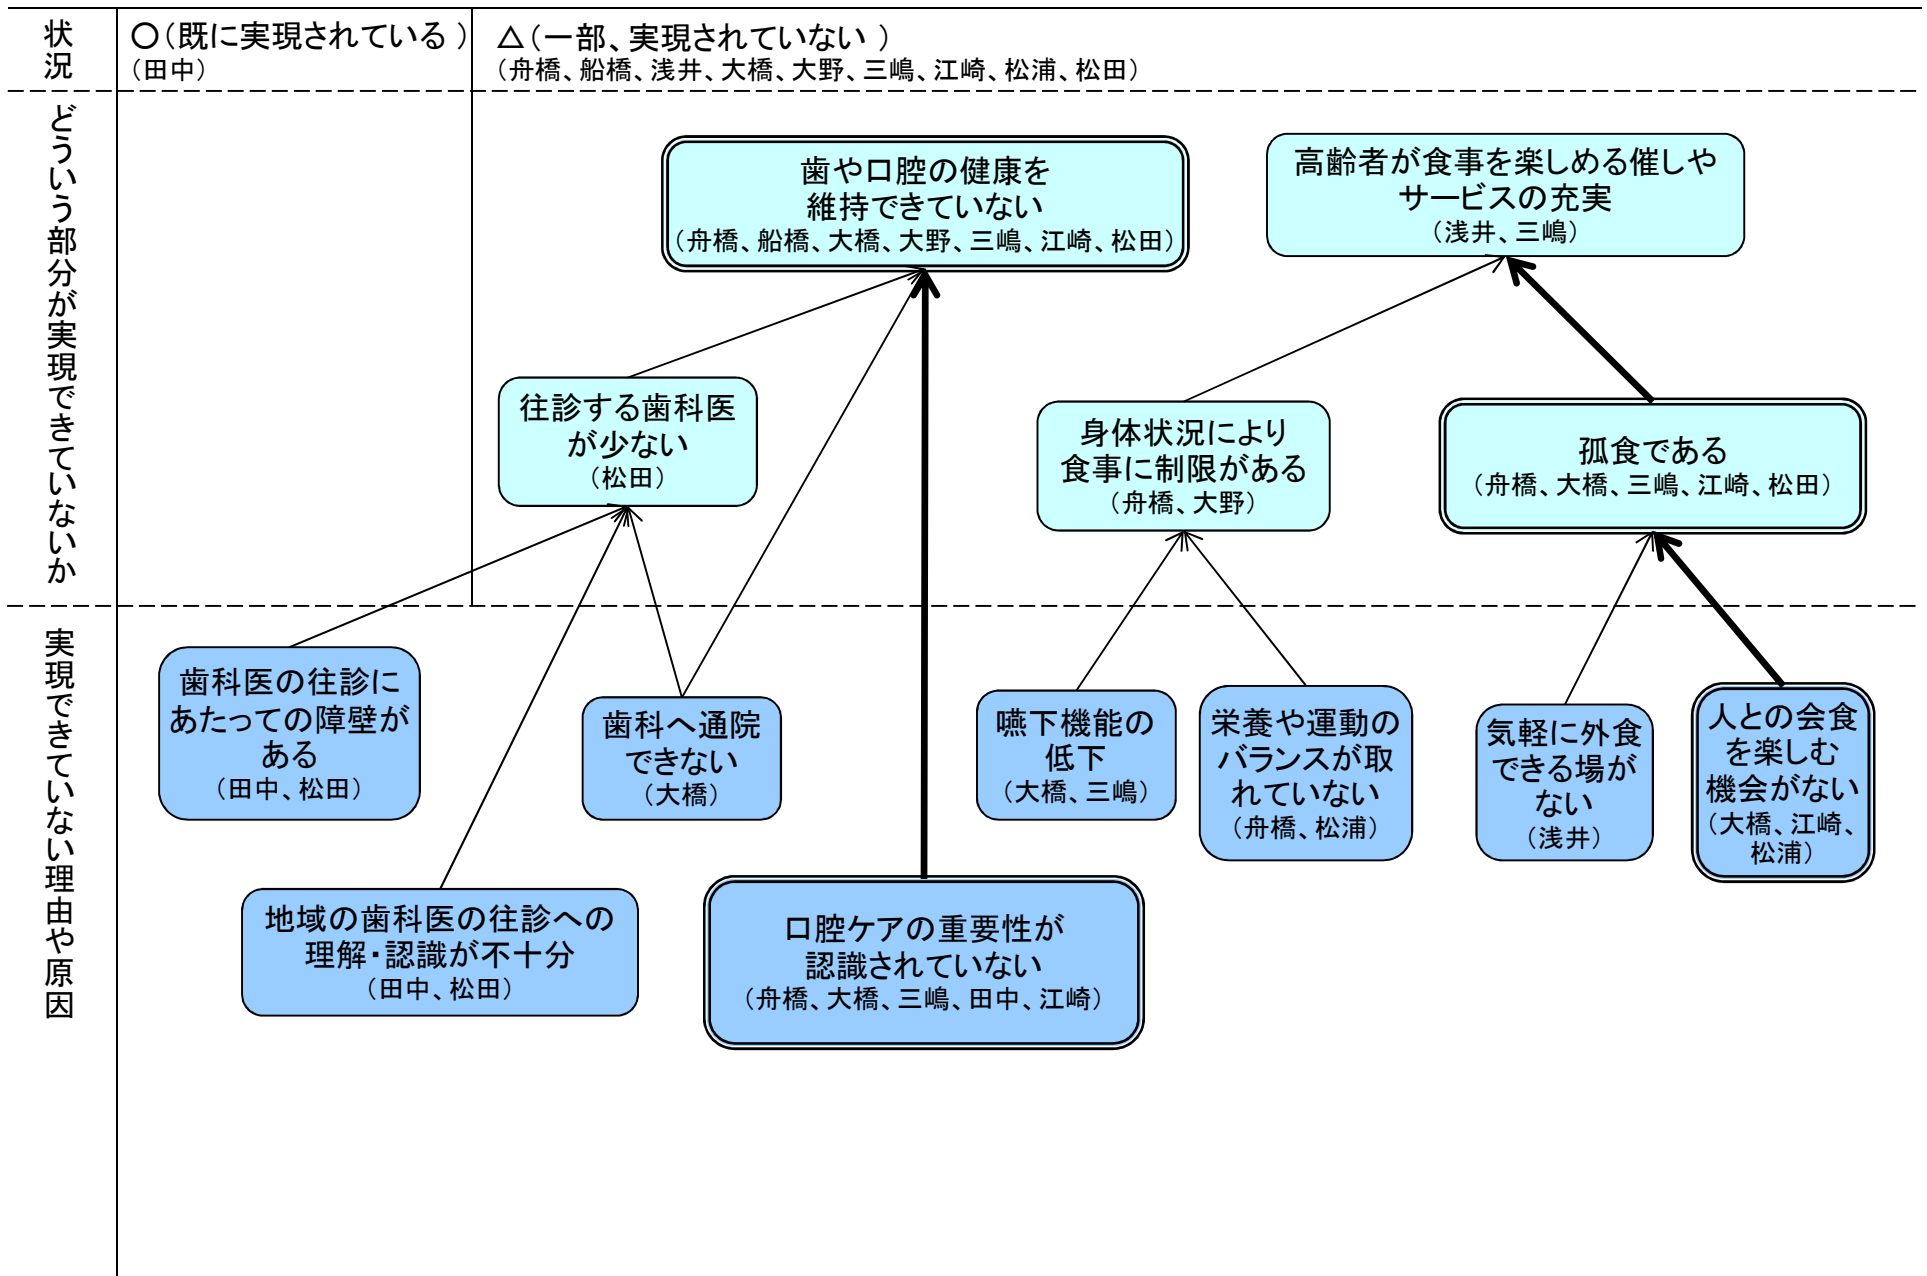 状況
〇（既に実現されている ）
（田中）
△（一部、実現されていない ）
（舟橋、船橋、浅井、大橋、大野、三嶋、江崎、松浦、松田）
どういう部分が実現できていないか
歯や口腔の健康を
維持できていない
（舟橋、船橋、大橋、大野、三嶋、江崎、松田）
高齢者が食事を楽しめる催しや
サービスの充実
（浅井、三嶋）
往診する歯科医
が少ない
（松田）
身体状況により
食事に制限がある
（舟橋、大野）
孤食である
（舟橋、大橋、三嶋、江崎、松田）
実現できていない理由や原因
歯科医の往診に
あたっての障壁が
ある
（田中、松田）
歯科へ通院
できない
（大橋）
嚥下機能の
低下
（大橋、三嶋）
栄養や運動の
バランスが取
れていない
（舟橋、松浦）
気軽に外食
できる場が
ない
（浅井）
人との会食
を楽しむ
機会がない
（大橋、江崎、
松浦）
地域の歯科医の往診への
理解・認識が不十分
（田中、松田）
口腔ケアの重要性が
認識されていない
（舟橋、大橋、三嶋、田中、江崎）